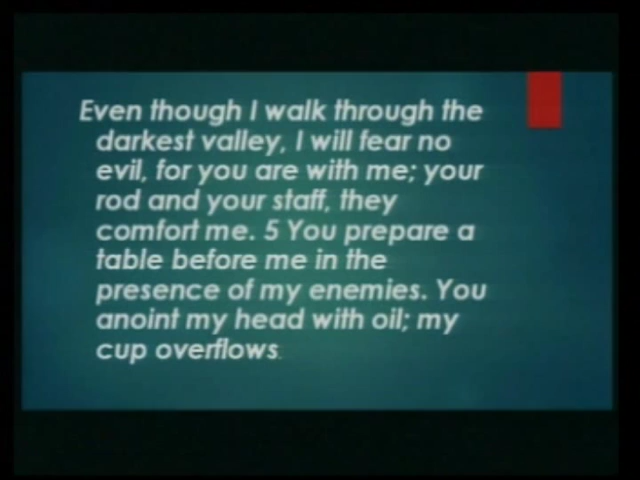 Even though I walk through the
darkest valley, I will fear no
evil, for you are with me; your
rod and your staff, they
comfort me. 5 You prepare a
table before me in the
presence of my enemies. You
anoint my head with oil; my
cup overflows.